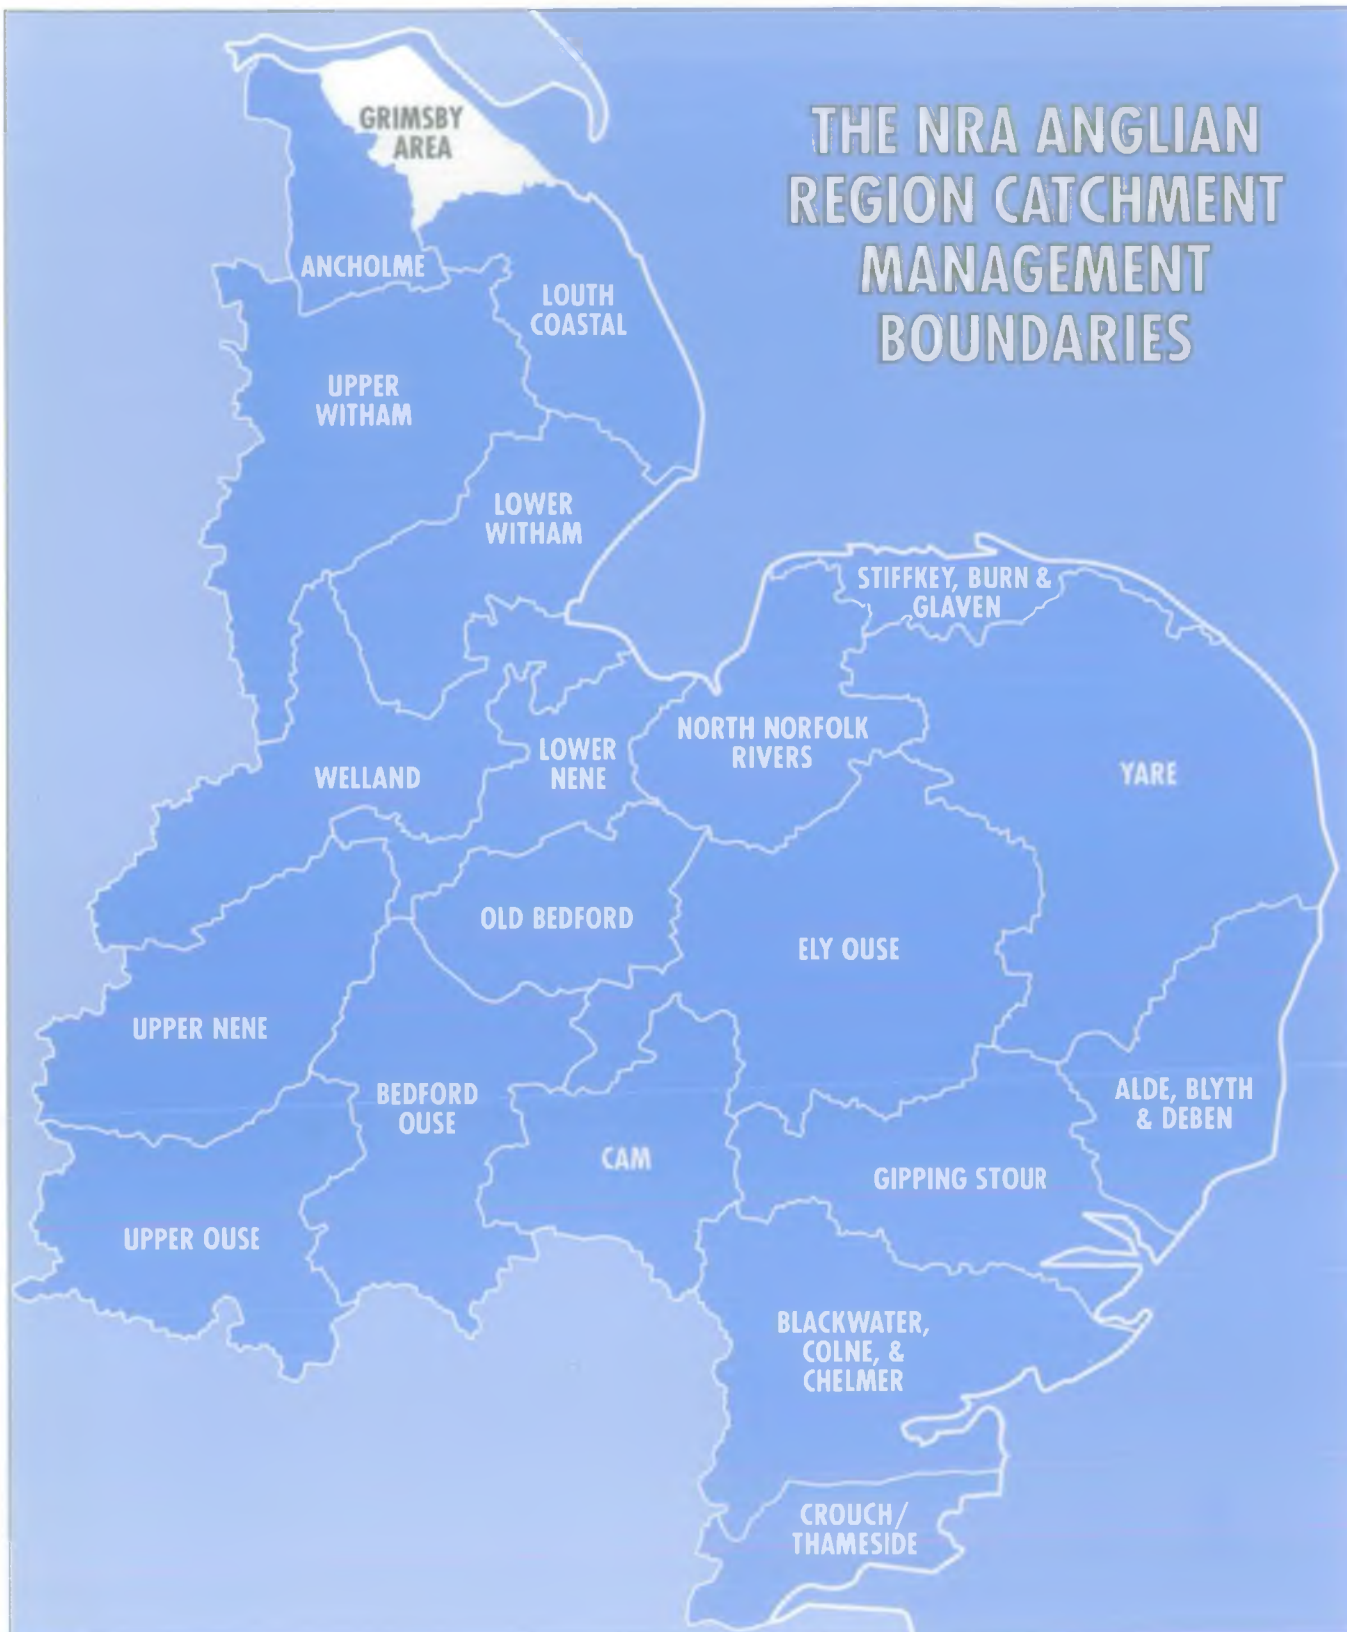 THE NRA ANGLIAN
REGION CATCHMENT
MANAGEMENT
BOUNDARIES
GRIMSBY
AREA
ANCHOLME
LOUTH
COASTAL
UPPER
WITHAM
LOWER
WITHAM
STIFFKEY, BURN &
GLAVEN
NORTH NORFOLK
RIVERS
LOWER
NENE
WELLAND
YARE
OLD BEDFORD
ELY OUSE
UPPER NENE
BEDFORD
OUSE
ALDE, BLYTH
& DEBEN
CAM
GIPPING STOUR
UPPER OUSE
BLACKWATER,
COLNE, &
CHELMER
CROUCH/
THAMESIDE